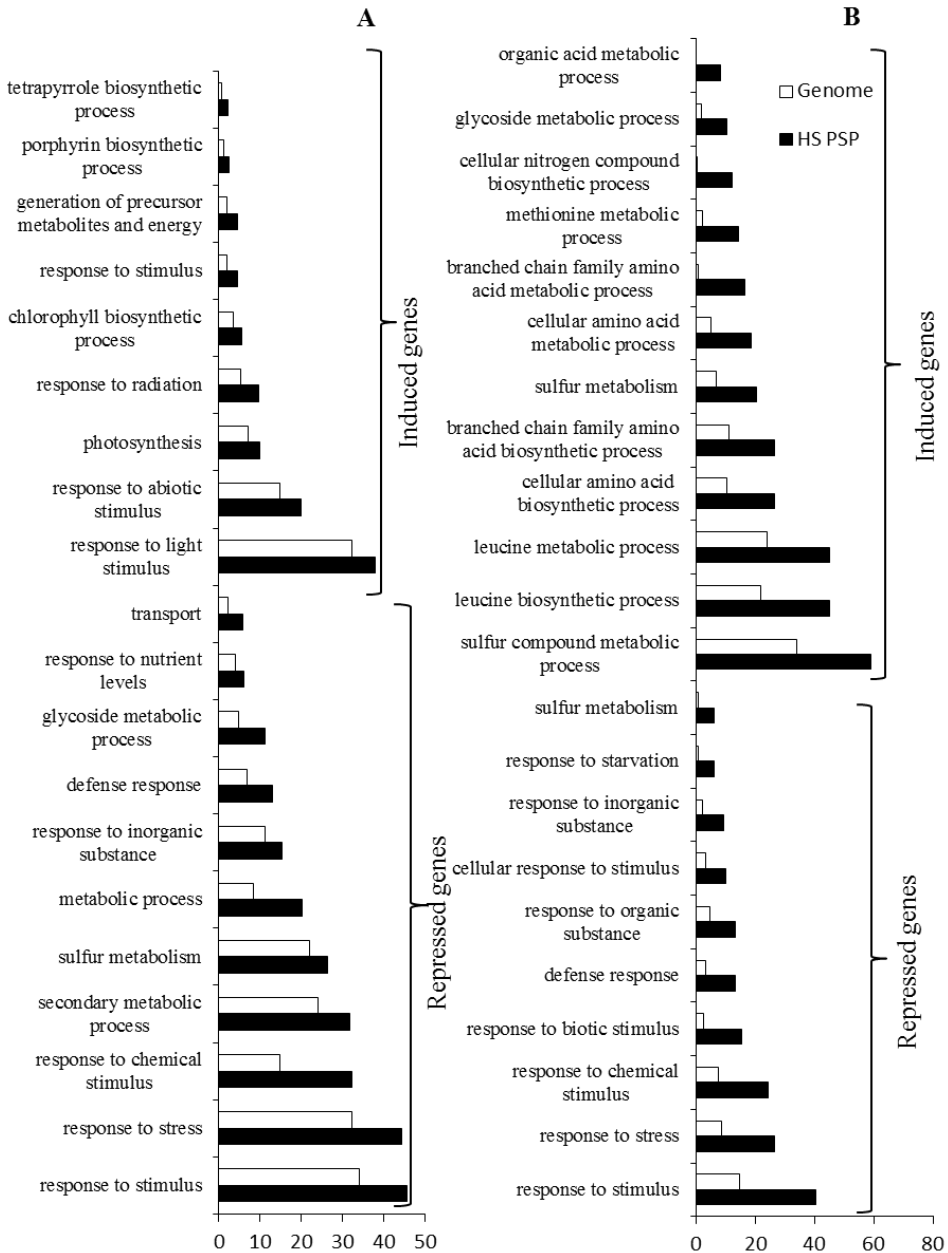 A
tetrapyrrole biosynthetic
process
porphyrin biosynthetic
process
generation of precursor
metabolites and energy
response to stimulus
chlorophyll biosynthetic
process
response to radiation
photosynthesis
response to abiotic
stimulus
response to light
stimulus
Induced genes
transport
response to nutrient
levels
glycoside metabolic
process
defense response
response to inorganic
substance
metabolic process
sulfur metabolism
secondary metabolic
process
response to chemical
stimulus
response to stress
response to stimulus
Repressed genes
0 10 20 30 40 50
B
Genome
HS PSP
organic acid metabolic
process
glycoside metabolic process
cellular nitrogen compound
biosynthetic process
methionine metabolic
process
branched chain family amino
acid metabolic process
cellular amino acid
metabolic process
sulfur metabolism
branched chain family amino
acid biosynthetic process
cellular amino acid
biosynthetic process
leucine metabolic process
leucine biosynthetic process
sulfur compound metabolic
process
Induced genes
sulfur metabolism
response to starvation
response to inorganic
substance
cellular response to stimulus
response to organic
substance
defense response
response to biotic stimulus
response to chemical
stimulus
response to stress
response to stimulus
Repressed genes
0 20 40 60 80